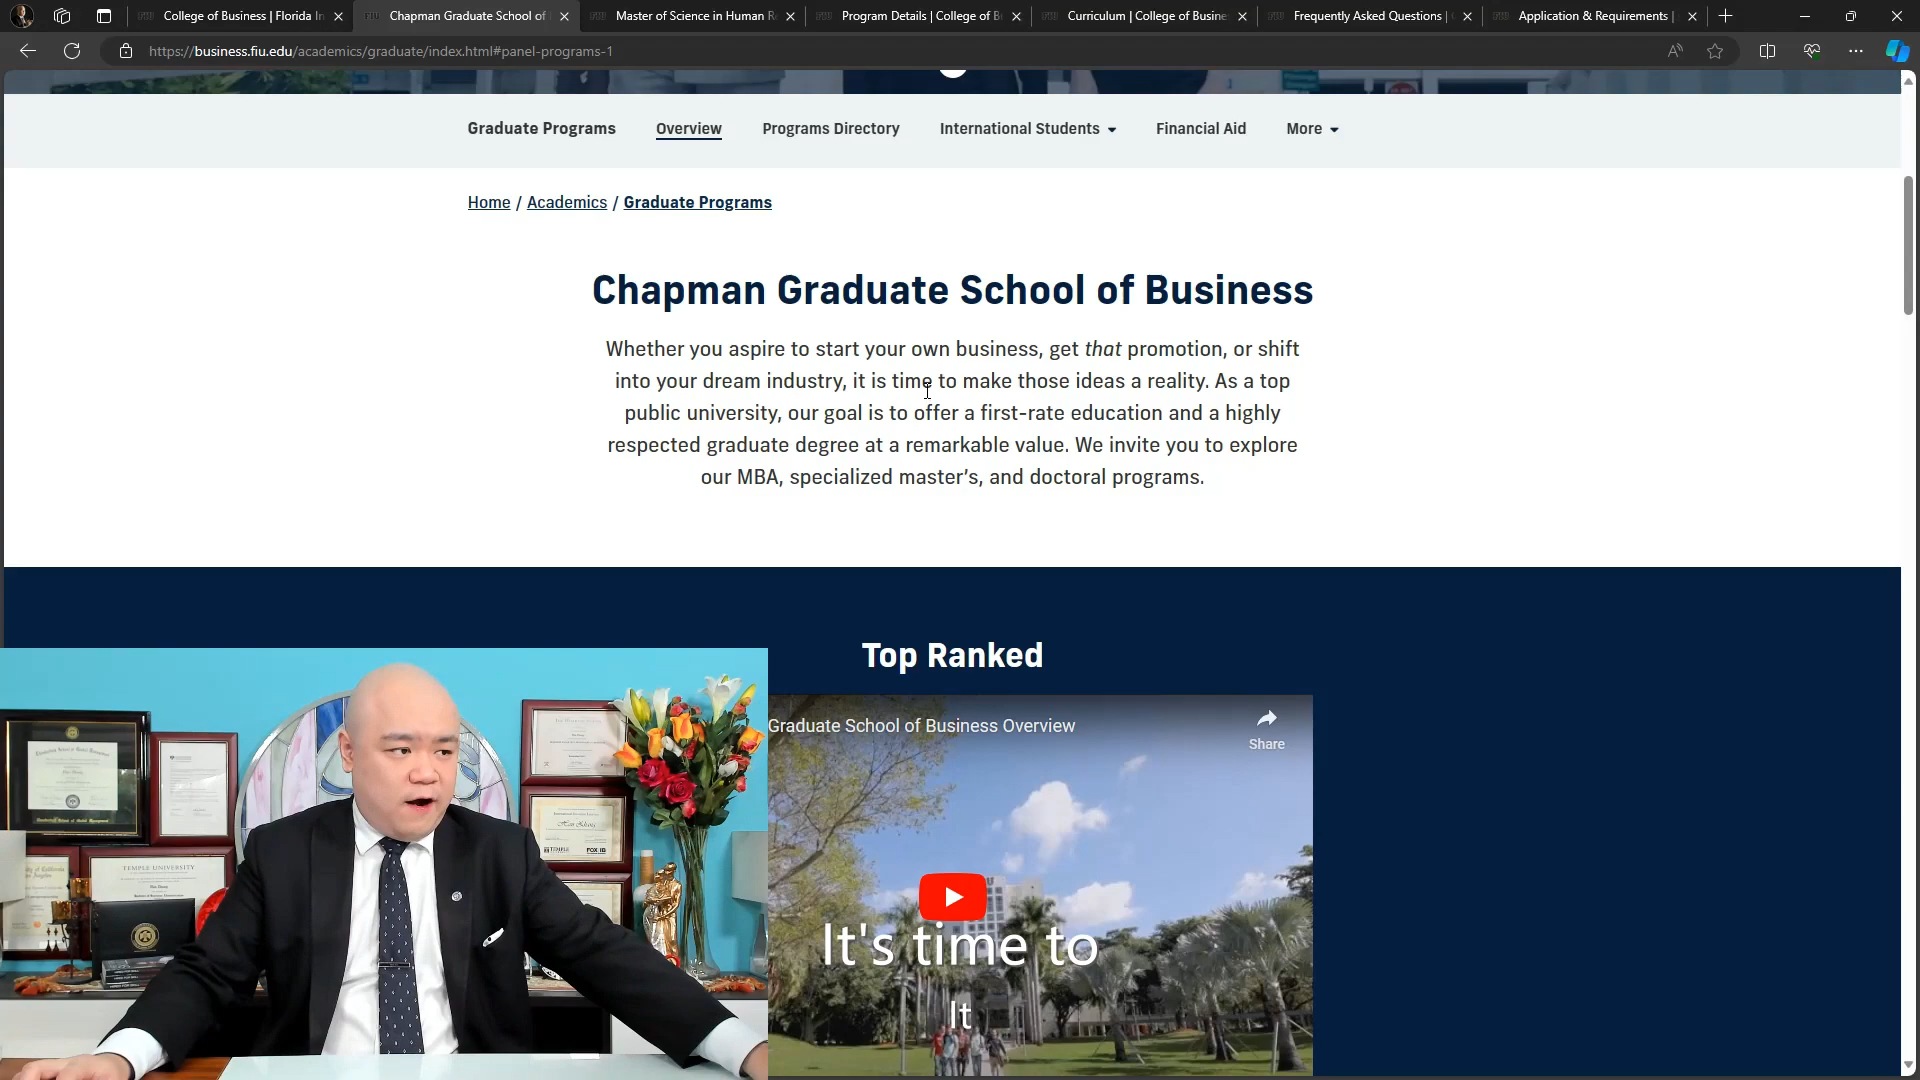 College of Business | Florida In
Chapman Graduate School of
Master of Science in Human R
Program Details | College of B
Curriculum | College of Busine
Frequently Asked Questions |
Application & Requirements |
https://business.fiu.edu/academics/graduate/index.html#panel-programs-1
Graduate Programs Overview Programs Directory International Students Financial Aid More
Home / Academics / Graduate Programs
Chapman Graduate School of Business
Whether you aspire to start your own business, get that promotion, or shift
into your dream industry, it is time to make those ideas a reality. As a top
public university, our goal is to offer a first-rate education and a highly
respected graduate degree at a remarkable value. We invite you to explore
our MBA, specialized master's, and doctoral programs.
Top Ranked
Graduate School of Business Overview
Share
It's time to
It
TEMPLE UNIVERSITY
TEMPLE
FOX IB